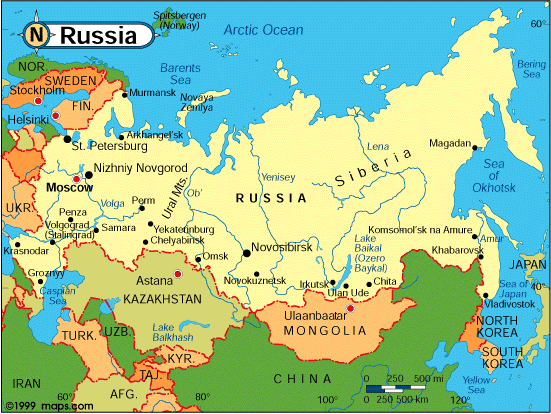 N
Russia
Spitsbergen
(Norway)
Arctic Ocean
60°
Barents
Sea
Bering
Sea
NOR.
SWEDEN
Stockholm
FIN.
Helsinki
Murmansk
Novaya
Zemlya
Arkhangel'sk
St. Petersburg
Lena
Magadan
Siberia
Sea
of
Okhotsk
Nizhniy Novgorod
Moscow
Yenisey
Ob'
Ural Mts.
RUSSIA
UKR.
Volga
Perm
Penza
Volgograd
(Stalingrad)
Samara
Yekaterinburg
Chelyabinsk
Komsomol'sk na Amure
Amur
Khabarovsk
Krasnodar
Omsk
Novosibirsk
Lake
Baikal
(Ozero
Baykal)
JAPAN
Groznyy
Astana
Novokuznetsk
Irkutsk
Ulan Ude
Chita
Sea of
Japan
40°
Caspian
Sea
KAZAKHSTAN
Ulaanbaatar
MONGOLIA
Vladivostok
NORTH
KOREA
TURK.
UZB.
Lake
Balkhash
KYR.
SOUTH
KOREA
IRAN
TAJ.
CHINA
0 250 500 mi
0 250 500 km
Yellow
Sea
AFG.
60°
80°
100°
120°
©1999 maps.com